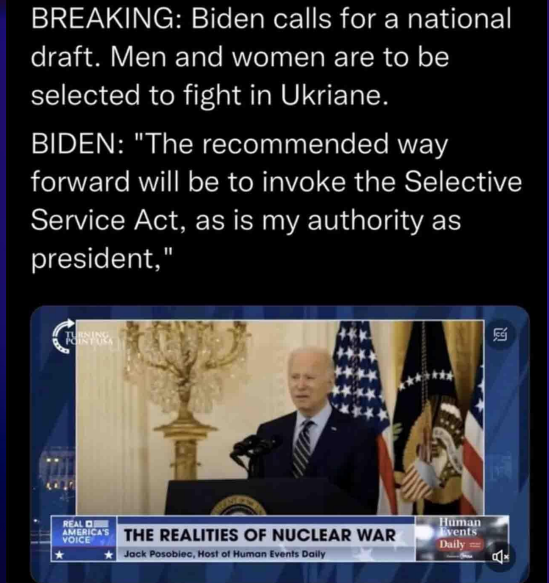 BREAKING: Biden calls for a national
draft. Men and women are to be
selected to fight in Ukriane.
BIDEN: "The recommended way
forward will be to invoke the Selective
Service Act, as is my authority as
president,"
TURNING
POINT USA
REAL
AMERICA'S
VOICE
THE REALITIES OF NUCLEAR WAR
Jack Posobiec, Host of Human Events Daily
Human
Events
Daily